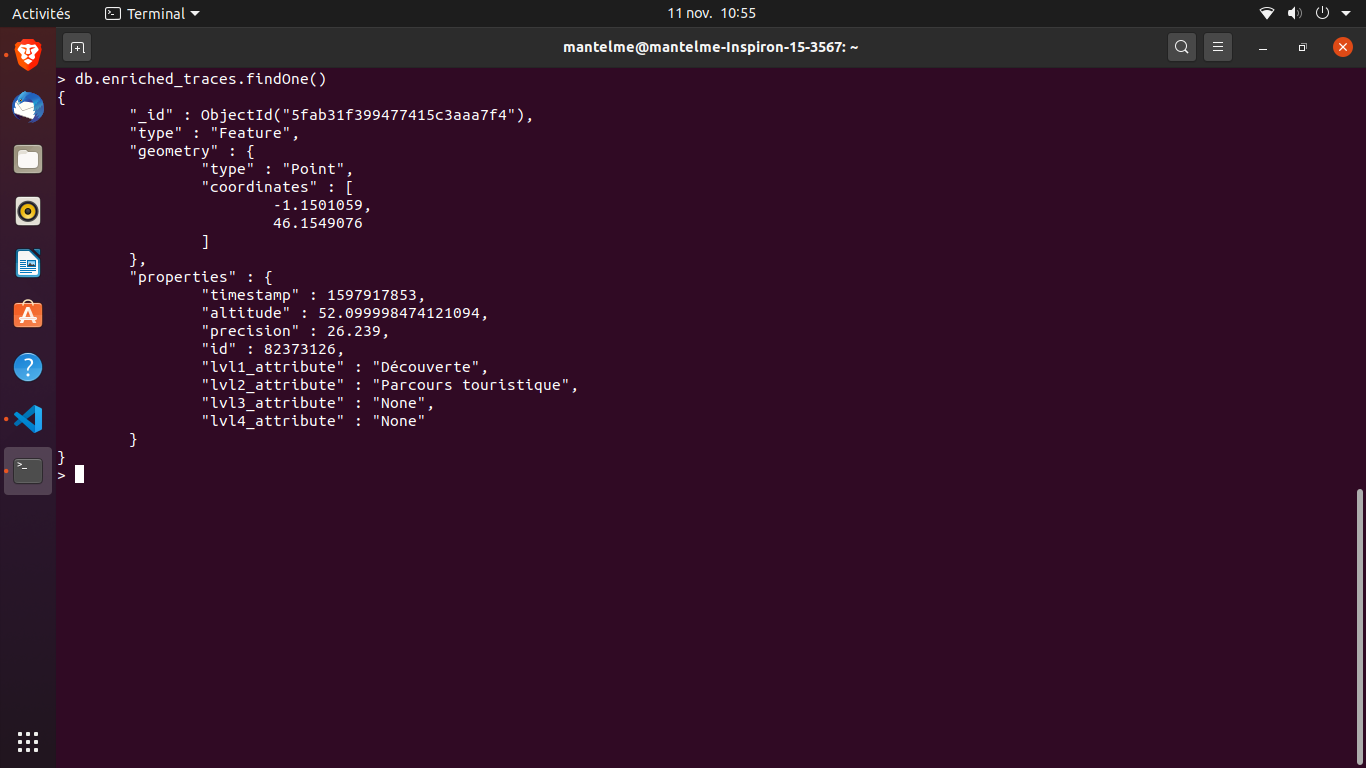 Activités
Terminal
11 nov. 10:55
mantelme@mantelme-Inspiron-15-3567: ~
> db.enriched_traces.findOne()
{
"_id" : ObjectId("5fab31f399477415c3aaa7f4"),
"type" : "Feature",
"geometry" : {
"type" : "Point",
"coordinates" : [
-1.1501059,
46.1549076
]
},
"properties" : {
"timestamp" : 1597917853,
"altitude" : 52.099998474121094,
"precision" : 26.239,
"id" : 82373126,
"lvl1_attribute" : "Découverte",
"lvl2_attribute" : "Parcours touristique",
"lvl3_attribute" : "None",
"lvl4_attribute" : "None"
}
}
>